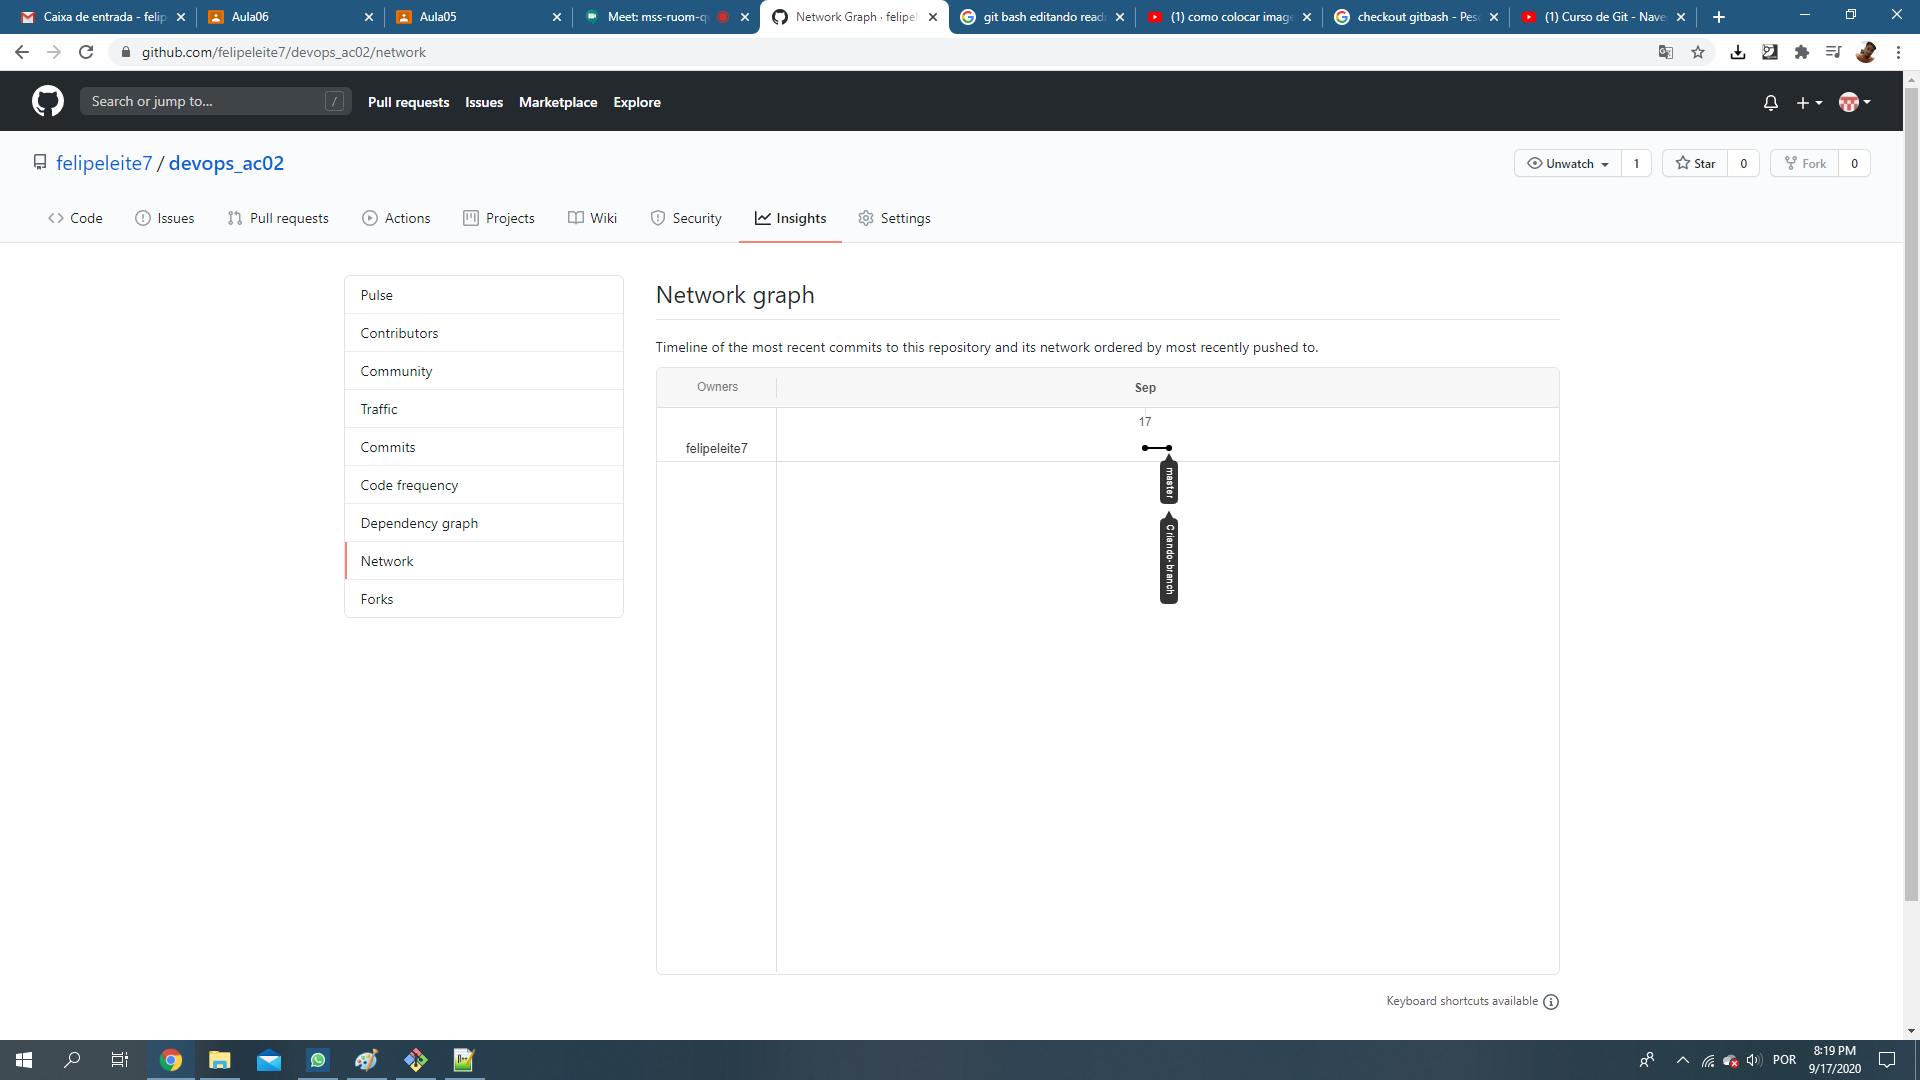 Caixa de entrada - felip
Aula06
Aula05
Meet: mss-ruom-q
Network Graph · felipel
git bash editando read
(1) como colocar image
checkout gitbash - Pes
(1) Curso de Git - Nave
github.com/felipeleite7/devops_ac02/network
Search or jump to...
/
Pull requests
Issues
Marketplace
Explore
felipeleite7 / devops_ac02
Unwatch
1
Star
0
Fork
0
Code
Issues
Pull requests
Actions
Projects
Wiki
Security
Insights
Settings
Pulse
Contributors
Community
Traffic
Commits
Code frequency
Dependency graph
Network
Forks
Network graph
Timeline of the most recent commits to this repository and its network ordered by most recently pushed to.
Owners
Sep
17
felipeleite7
master
Criando-branch
Keyboard shortcuts available
POR
8:19 PM
9/17/2020